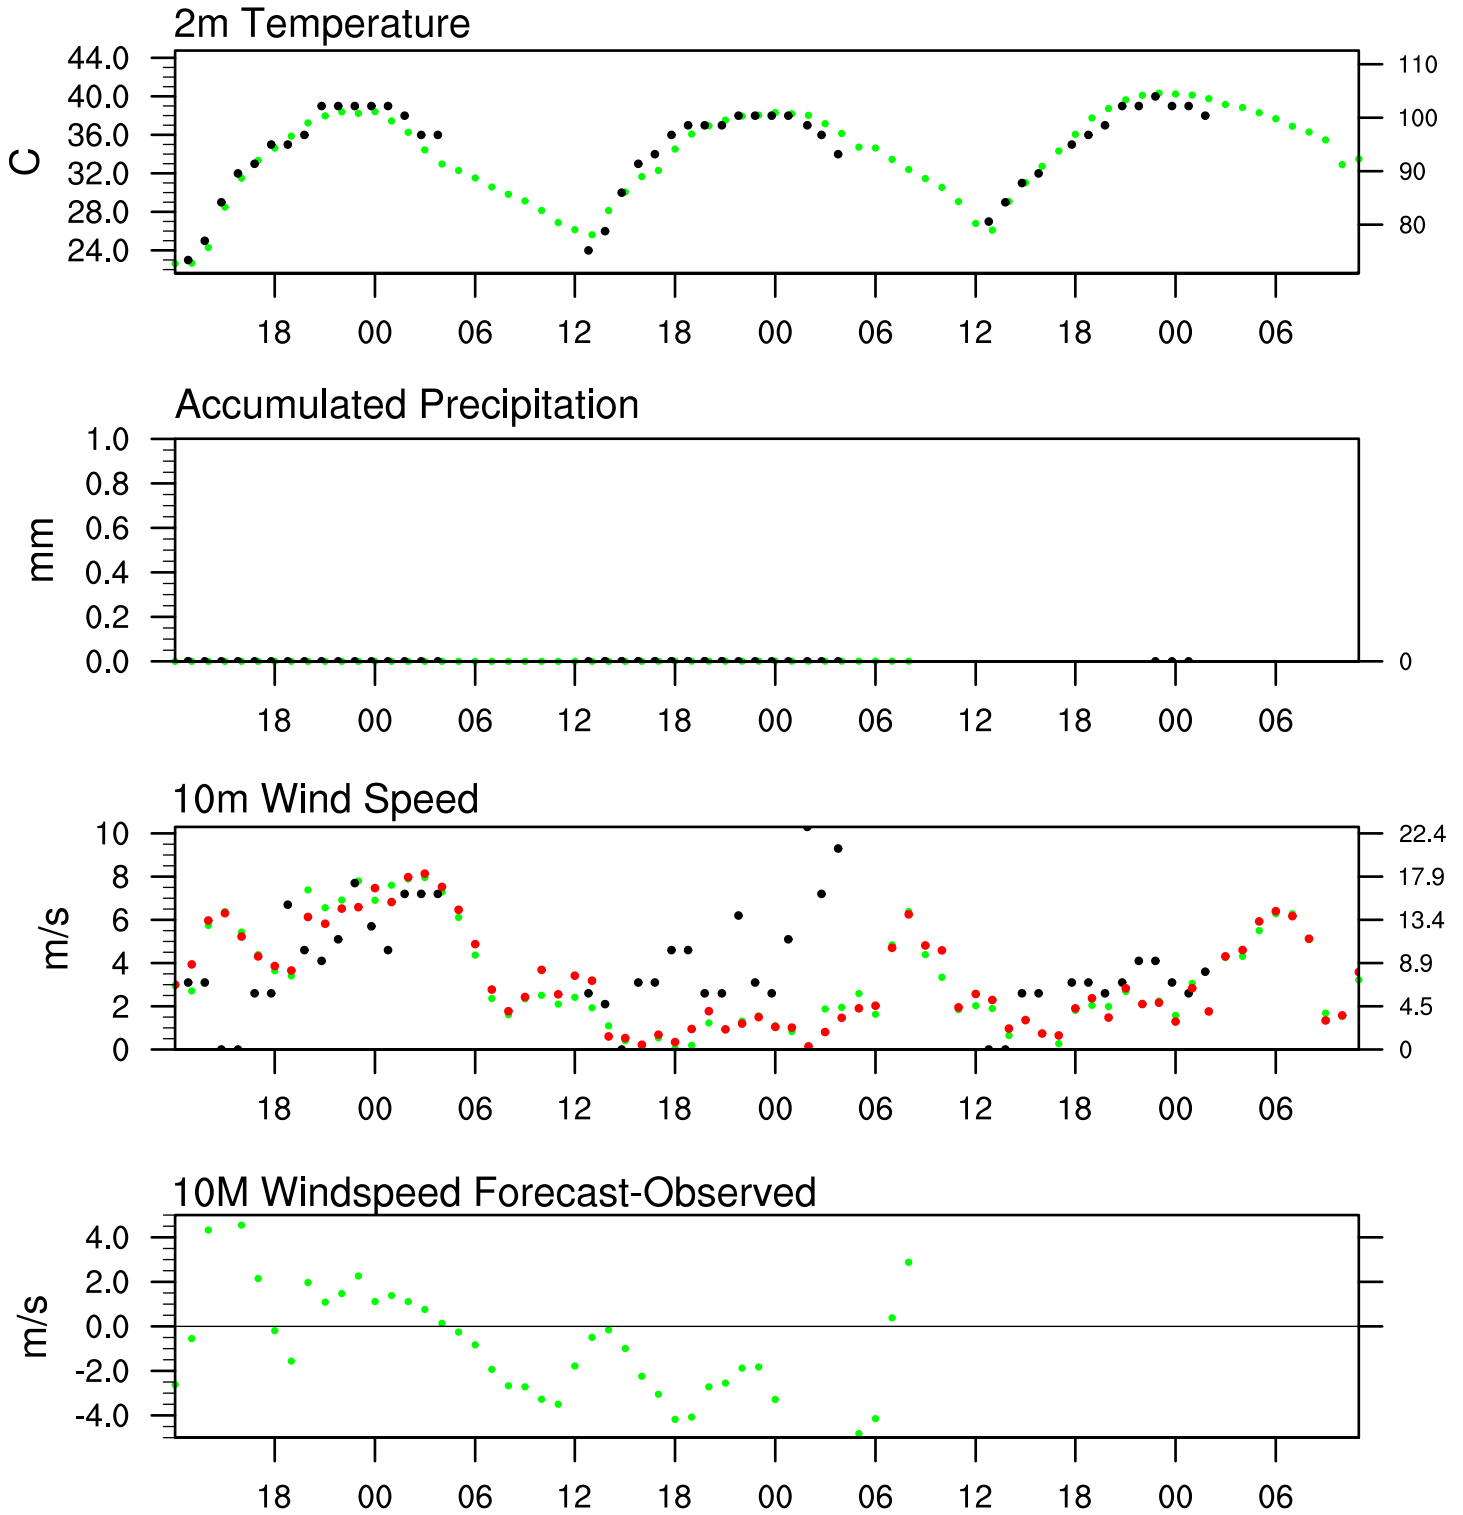 2m Temperature
44.0
40.0
36.0
32.0
28.0
24.0
C
110
100
90
80
18 00 06 12 18 00 06 12 18 00 06
Accumulated Precipitation
1.0
0.8
0.6
0.4
0.2
0.0
mm
0
18 00 06 12 18 00 06 12 18 00 06
10m Wind Speed
10
8
6
4
2
0
m/s
22.4
17.9
13.4
8.9
4.5
0
18 00 06 12 18 00 06 12 18 00 06
10M Windspeed Forecast-Observed
4.0
2.0
0.0
-2.0
-4.0
m/s
18 00 06 12 18 00 06 12 18 00 06